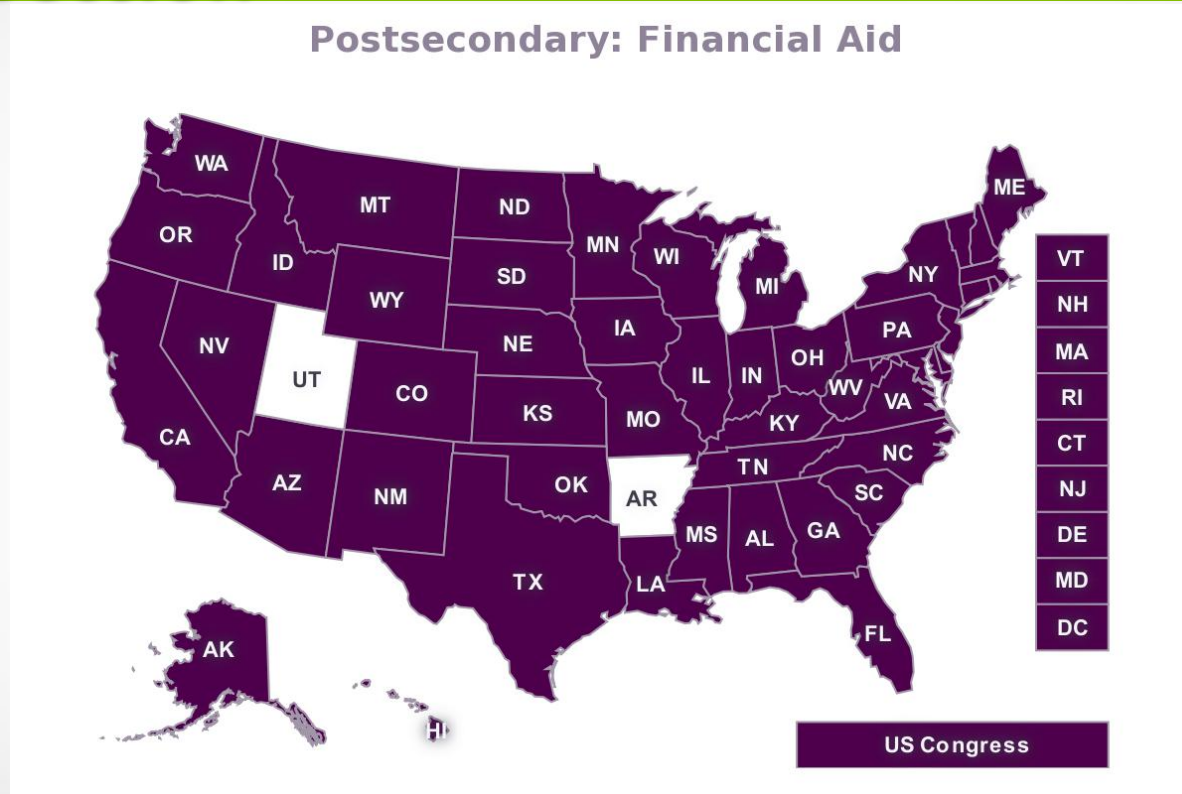 Postsecondary: Financial Aid
WA
MT
ND
ME
OR
MN
ID
WI
VT
SD
NY
MI
WY
NH
IA
PA
NE
NV
OH
MA
UT
IL
IN
CO
WV
RI
VA
KS
MO
KY
CA
CT
NC
TN
AZ
OK
NM
SC
NJ
AR
MS
AL
GA
DE
TX
LA
MD
FL
DC
AK
HI
US Congress